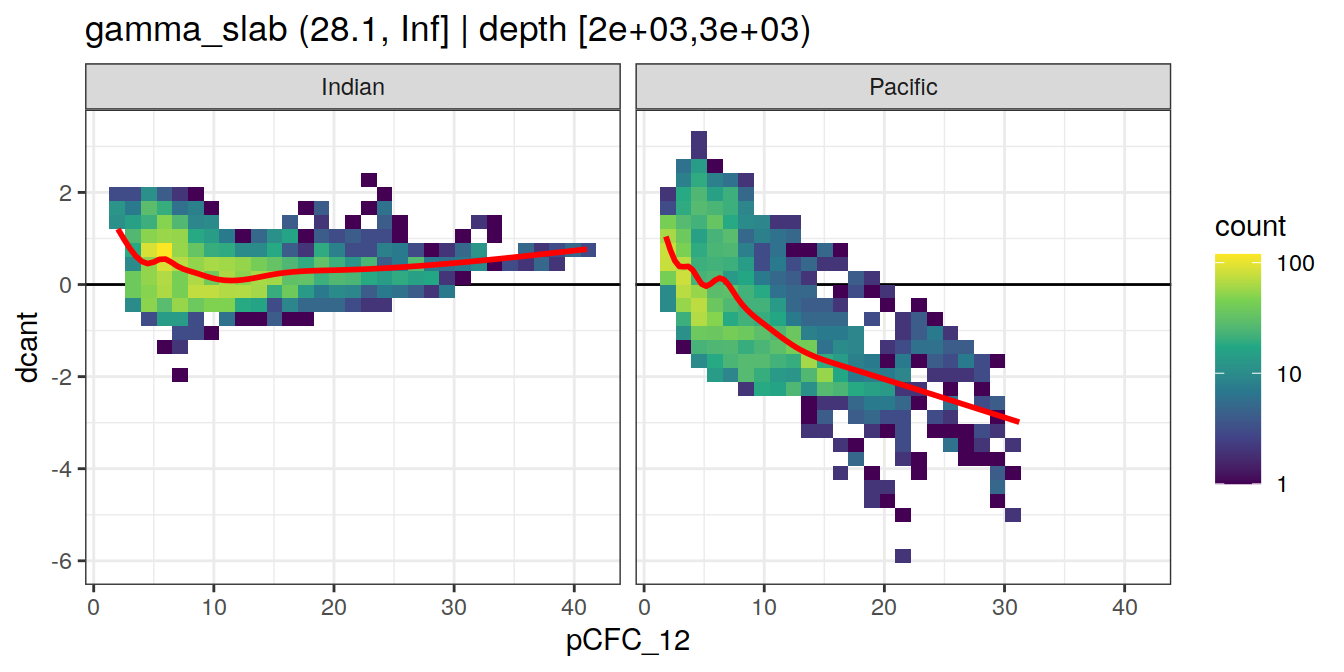 gamma_slab (28.1, Inf] | depth [2e+03,3e+03)
Indian
Pacific
dcant
2
0
-2
-4
-6
0 10 20 30 40
0 10 20 30 40
pCFC_12
count
100
10
1